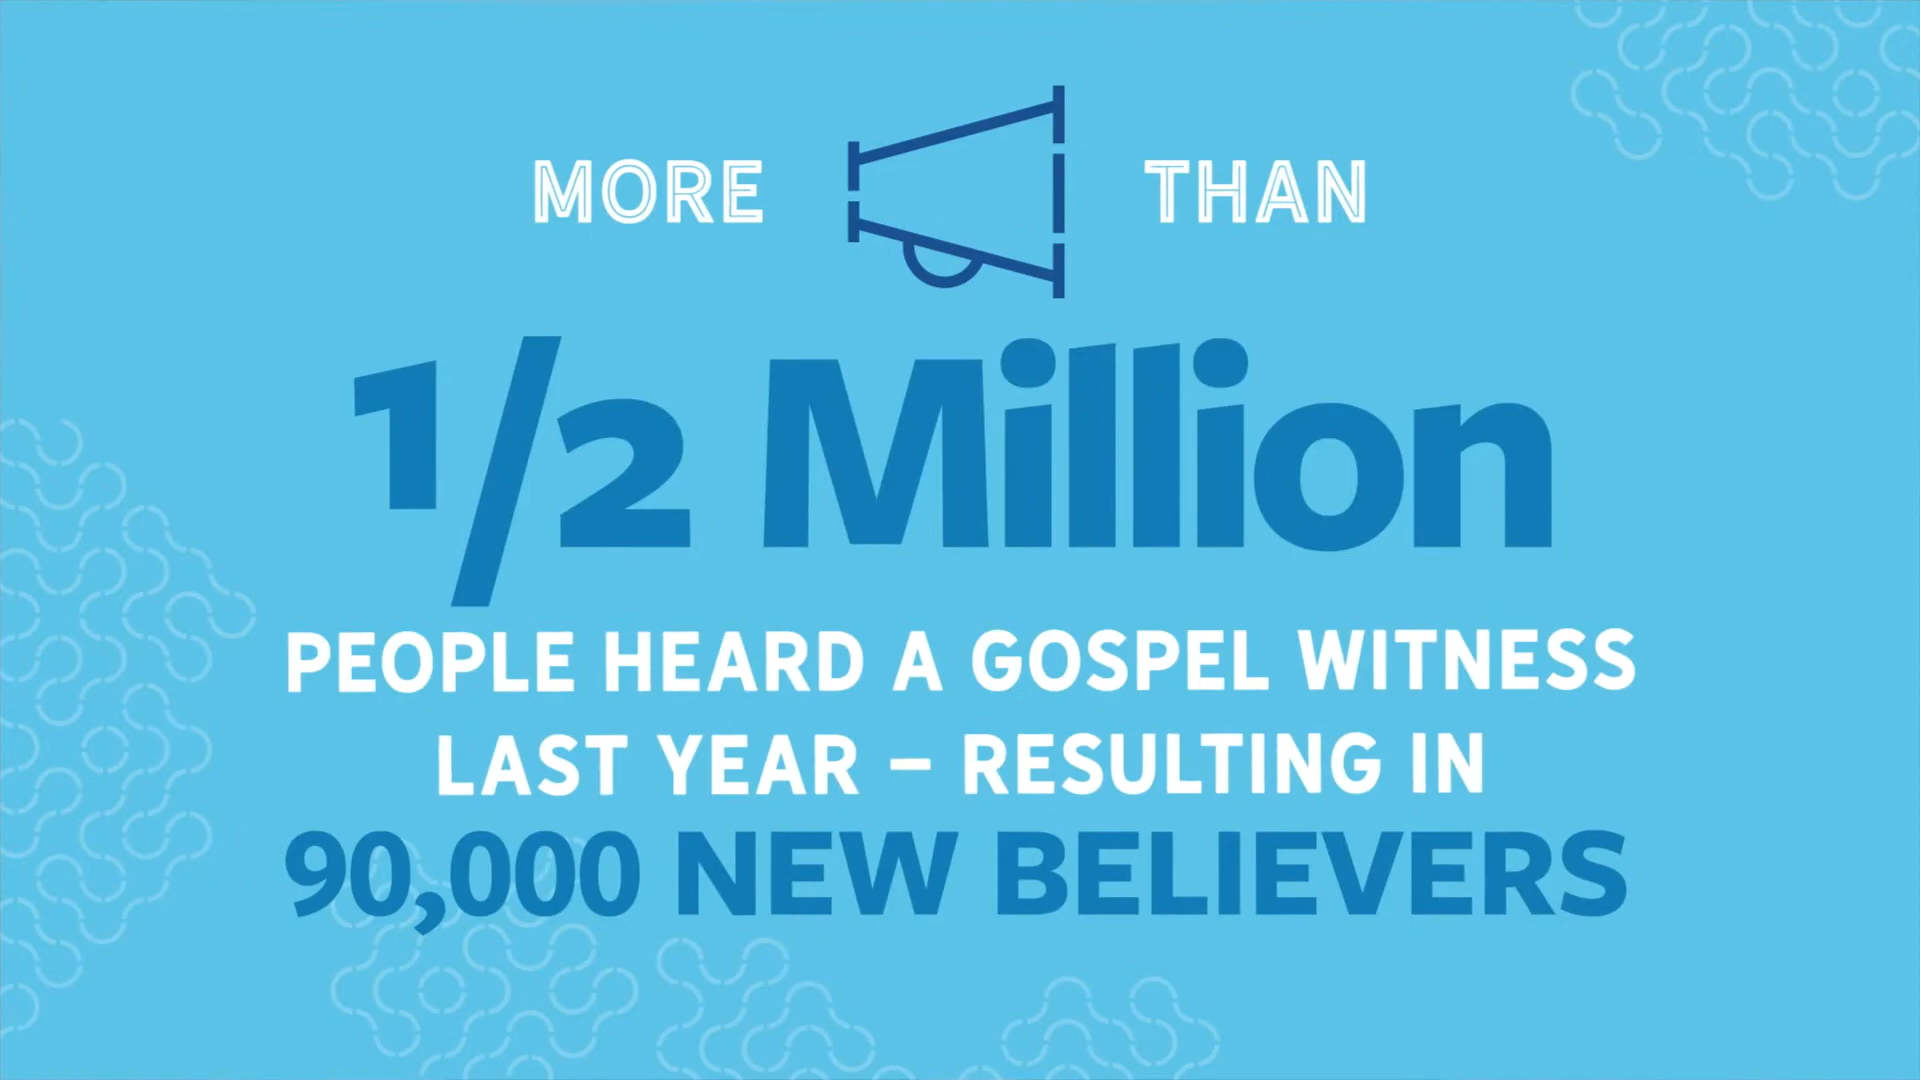 MORE THAN
1/2 Million
PEOPLE HEARD A GOSPEL WITNESS
LAST YEAR – RESULTING IN
90,000 NEW BELIEVERS